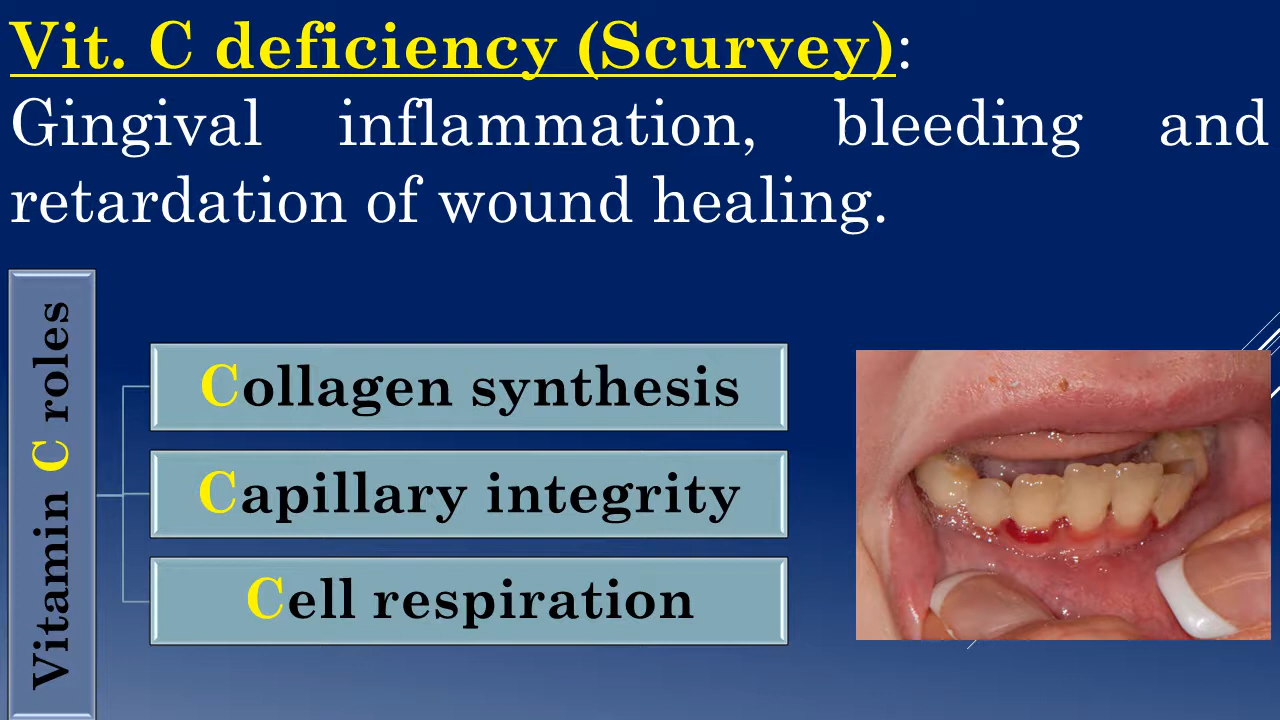 Vit. C deficiency (Scurvey):
Gingival inflammation, bleeding and
retardation of wound healing.
Vitamin C roles
Collagen synthesis
Capillary integrity
Cell respiration